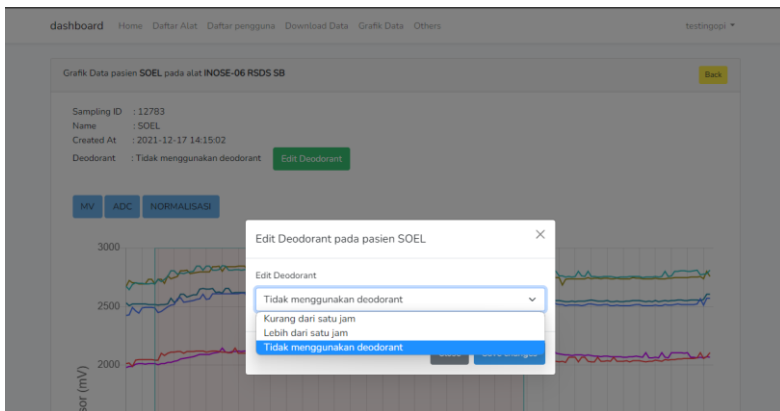 dashboard Home Daftar Alat Daftar pengguna Download Data Grafik Data Others testingopi
Grafik Data pasien SOEL pada alat INOSE-06 RSDS SB Back
Sampling ID : 12783
Name : SOEL
Created At : 2021-12-17 14:15:02
Deodorant : Tidak menggunakan deodorant Edit Deodorant
MV ADC NORMALISASI
Edit Deodorant pada pasien SOEL
Edit Deodorant
Tidak menggunakan deodorant
Kurang dari satu jam
Lebih dari satu jam
Tidak menggunakan deodorant
3000
2500
2000
(mV)